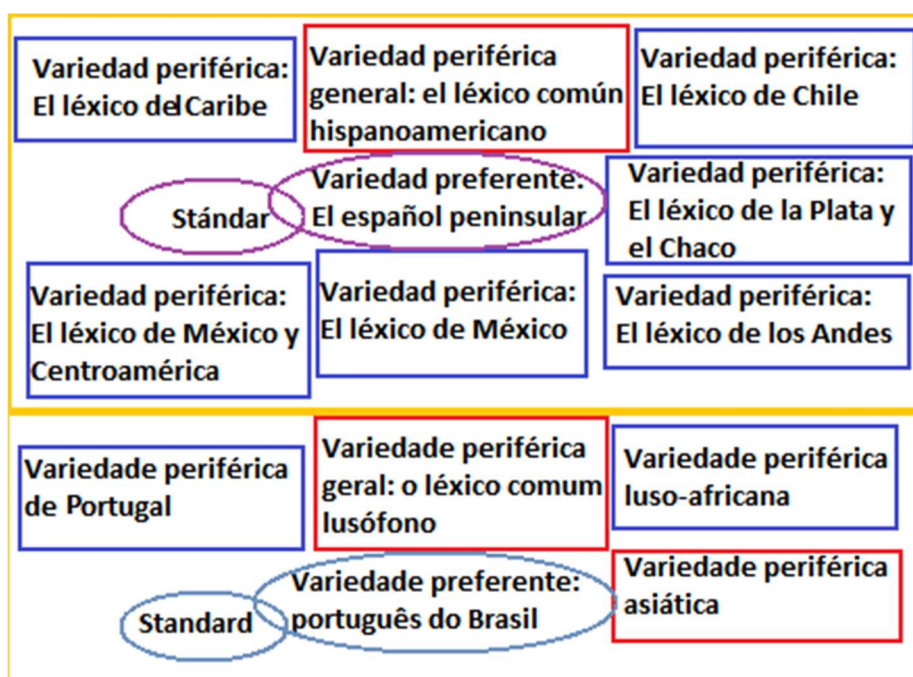 Variedad periférica:
El léxico del Caribe
Variedad periférica
general: el léxico común
hispanoamericano
Variedad periférica:
El léxico de Chile
Stándar
Variedad preferente:
El español peninsular
Variedad periférica:
El léxico de la Plata y
el Chaco
Variedad periférica:
El léxico de México y
Centroamérica
Variedad periférica:
El léxico de México
Variedad periférica:
El léxico de los Andes
Variedade periférica
de Portugal
Variedade periférica
geral: o léxico comum
lusófono
Variedade periférica
luso-africana
Standard
Variedade preferente:
português do Brasil
Variedade periférica
asiática